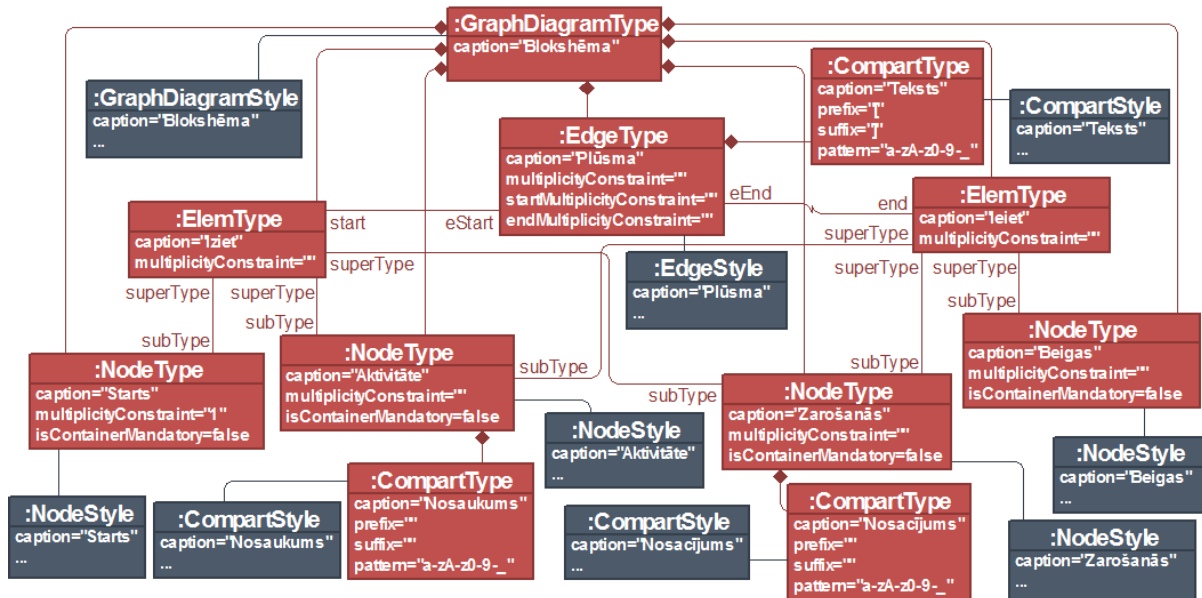 :GraphDiagramType
caption="Blokshēma"
:GraphDiagramStyle
caption="Blokshēma"
...
:CompartType
caption="Teksts"
prefix="["
suffix="]"
pattern="a-zA-z0-9-_"
:CompartStyle
caption="Teksts"
...
:EdgeType
caption="Plūsma"
multiplicityConstraint=""
startMultiplicityConstraint=""
endMultiplicityConstraint=""
eEnd
end
start
eStart
:ElemType
caption="Iziet"
multiplicityConstraint=""
:ElemType
caption="Ieiet"
multiplicityConstraint=""
superType
superType
superType
superType
superType
superType
:EdgeStyle
caption="Plūsma"
...
subType
subType
subType
subType
subType
subType
:NodeType
caption="Starts"
multiplicityConstraint="1"
isContainerMandatory=false
:NodeType
caption="Aktivitāte"
multiplicityConstraint=""
isContainerMandatory=false
:NodeType
caption="Zarošanās"
multiplicityConstraint=""
isContainerMandatory=false
:NodeType
caption="Beigas"
multiplicityConstraint=""
isContainerMandatory=false
:NodeStyle
caption="Aktivitāte"
...
:NodeStyle
caption="Beigas"
...
:NodeStyle
caption="Starts"
...
:CompartStyle
caption="Nosaukums"
...
:CompartType
caption="Nosaukums"
prefix=""
suffix=""
pattern="a-zA-z0-9-_"
:CompartStyle
caption="Nosacījums"
...
:CompartType
caption="Nosacījums"
prefix=""
suffix=""
pattern="a-zA-z0-9-_"
:NodeStyle
caption="Zarošanās"
...